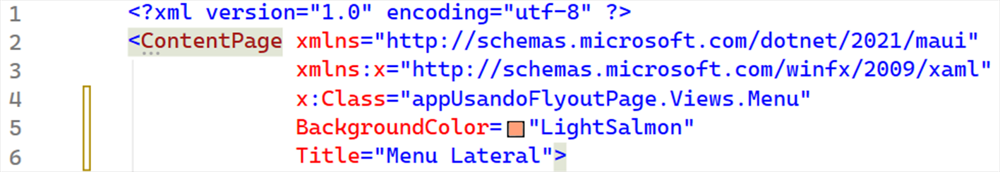 1 <?xml version="1.0" encoding="utf-8" ?>
2 <ContentPage xmlns="http://schemas.microsoft.com/dotnet/2021/maui"
3 xmlns:x="http://schemas.microsoft.com/winfx/2009/xaml"
4 x:Class="appUsandoFlyoutPage.Views.Menu"
5 BackgroundColor="LightSalmon"
6 Title="Menu Lateral">